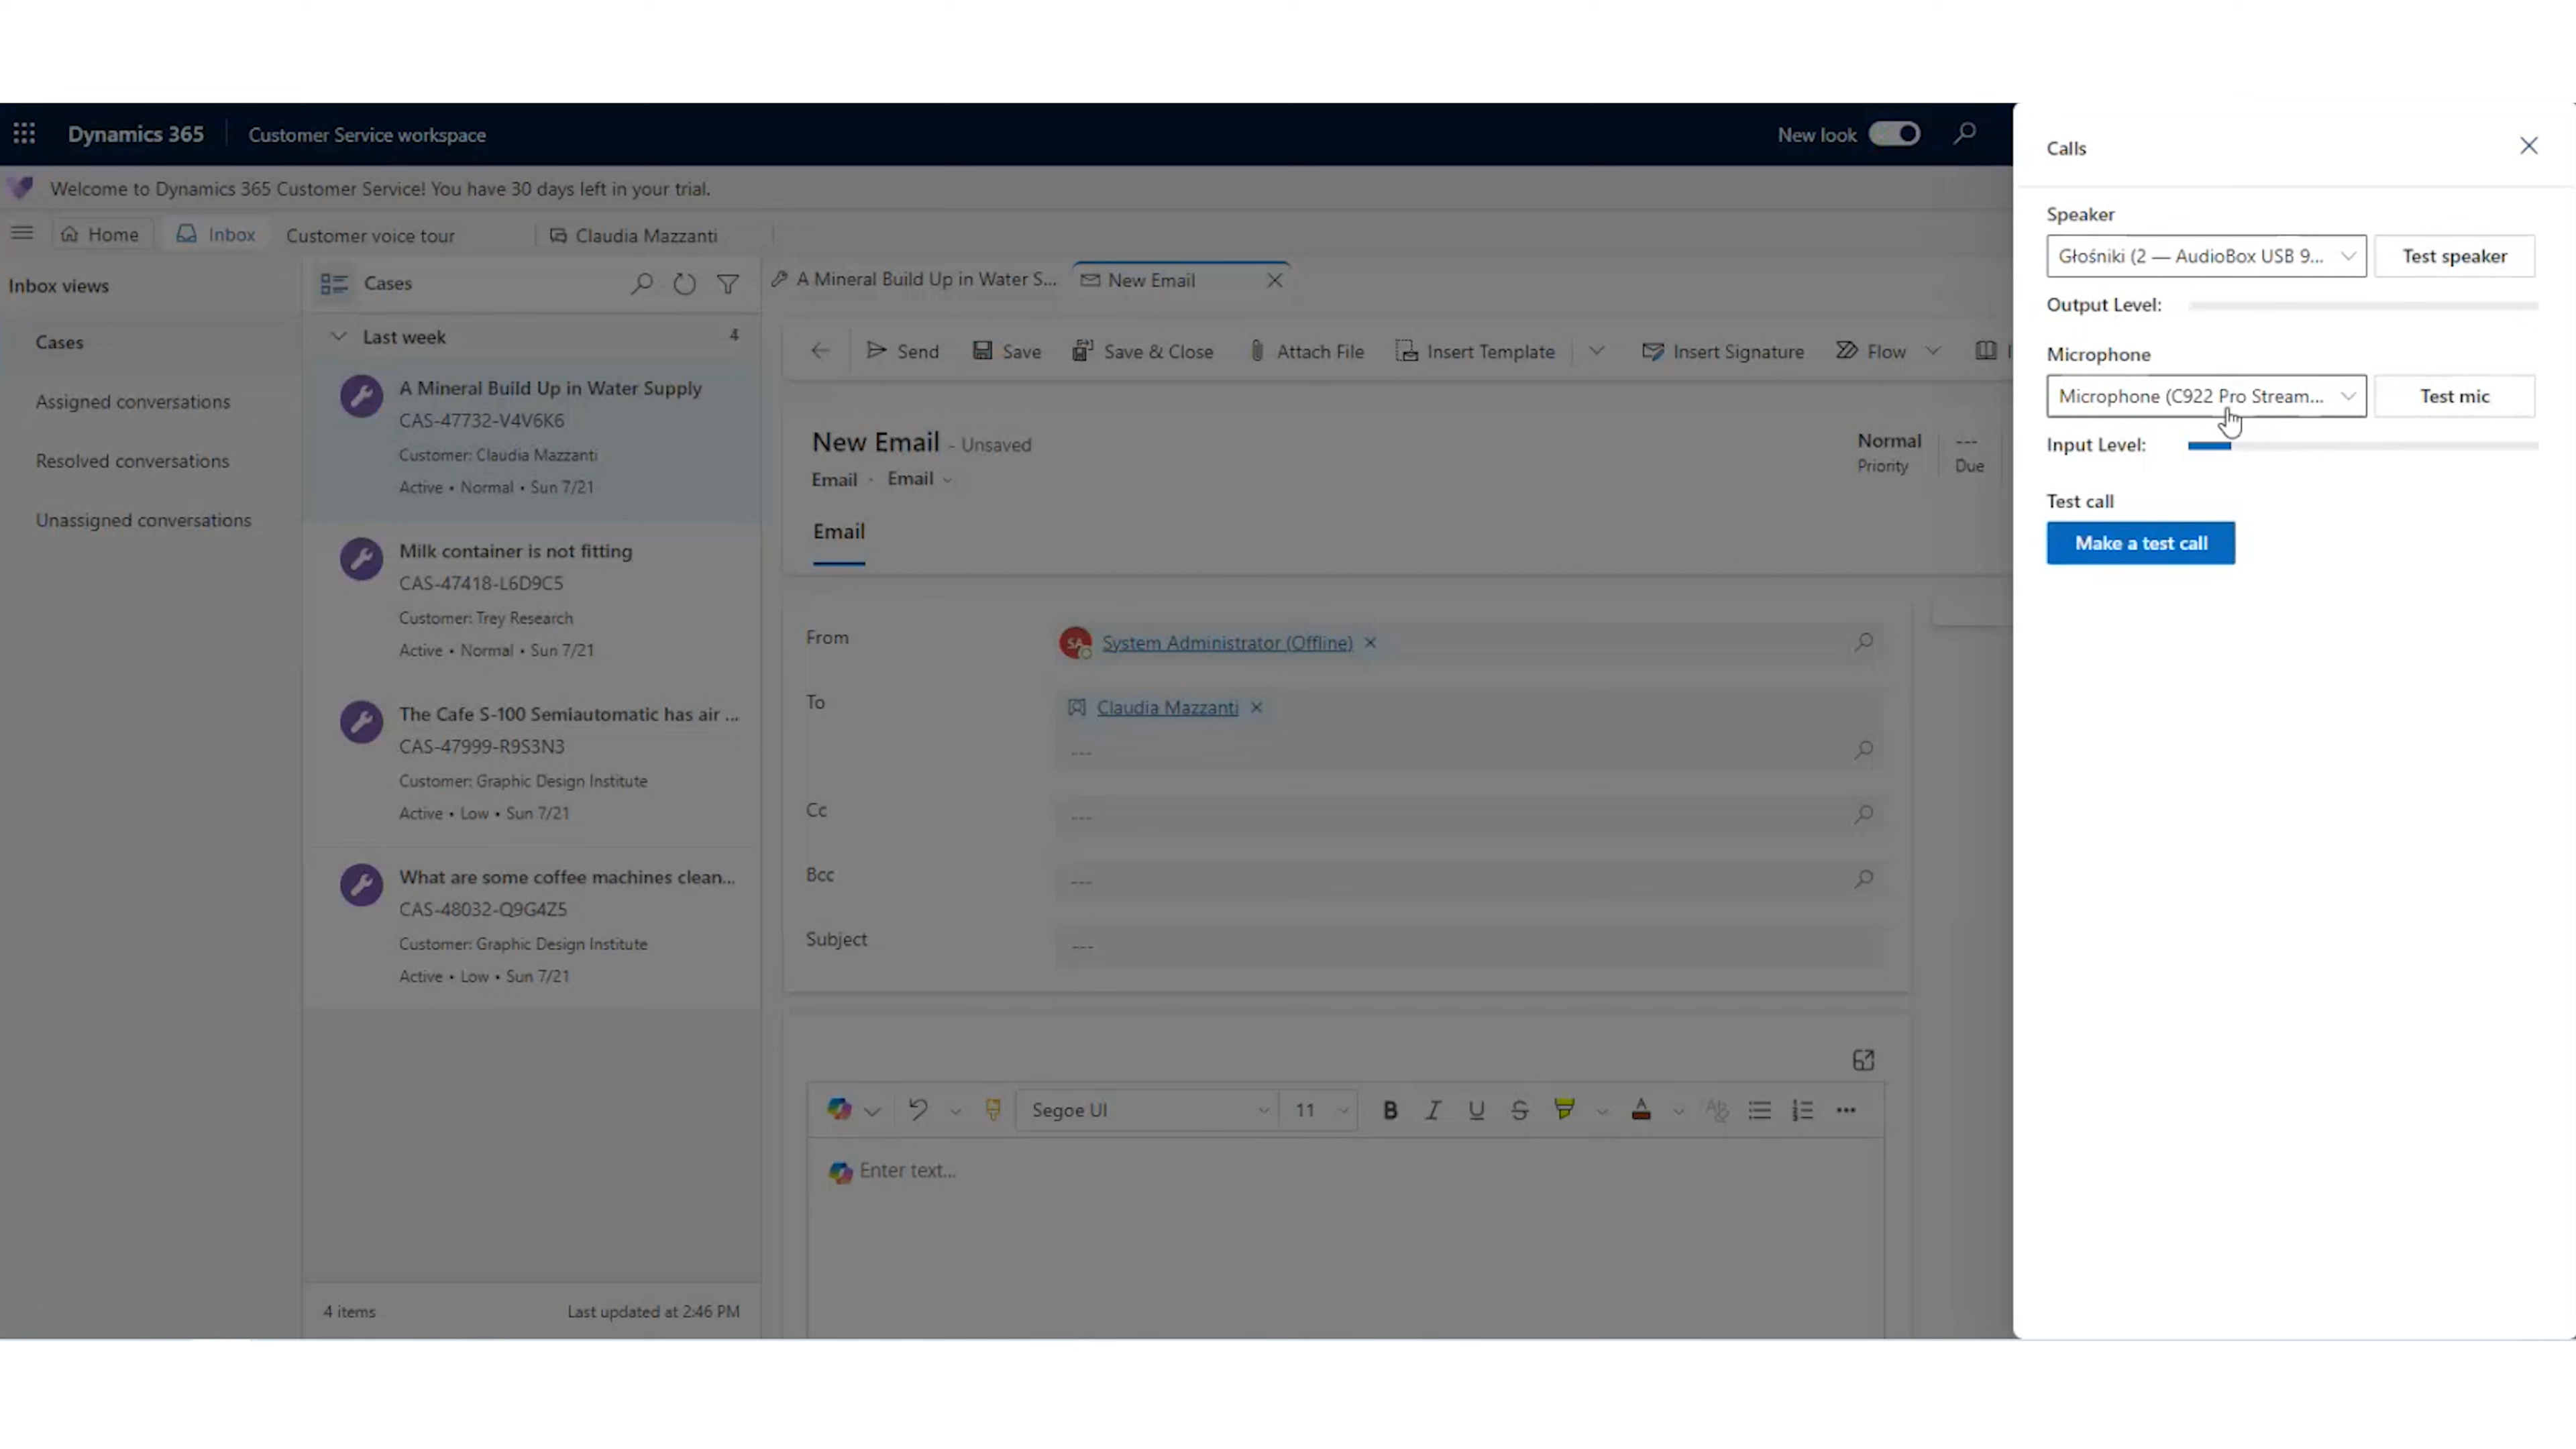 Dynamics 365
Customer Service workspace
New look
Welcome to Dynamics 365 Customer Service! You have 30 days left in your trial.
Home
Inbox
Customer voice tour
Claudia Mazzanti
Inbox views
Cases
Assigned conversations
Resolved conversations
Unassigned conversations
Cases
Last week
4
A Mineral Build Up in Water Supply
CAS-47732-V4V6K6
Customer: Claudia Mazzanti
Active • Normal • Sun 7/21
Milk container is not fitting
CAS-47418-L6D9C5
Customer: Trey Research
Active • Normal • Sun 7/21
The Cafe S-100 Semiautomatic has air ...
CAS-47999-R9S3N3
Customer: Graphic Design Institute
Active • Low • Sun 7/21
What are some coffee machines clean...
CAS-48032-Q9G4Z5
Customer: Graphic Design Institute
Active • Low • Sun 7/21
4 items
Last updated at 2:46 PM
A Mineral Build Up in Water S...
New Email
Send
Save
Save & Close
Attach File
Insert Template
Insert Signature
Flow
New Email - Unsaved
Email · Email
Normal
Priority
---
Due
Email
From
SA
System Administrator (Offline)
To
Claudia Mazzanti
---
Cc
---
Bcc
---
Subject
---
Segoe UI
11
Enter text...
Calls
Speaker
Głośniki (2 — AudioBox USB 9...
Test speaker
Output Level:
Microphone
Microphone (C922 Pro Stream...
Test mic
Input Level:
Test call
Make a test call